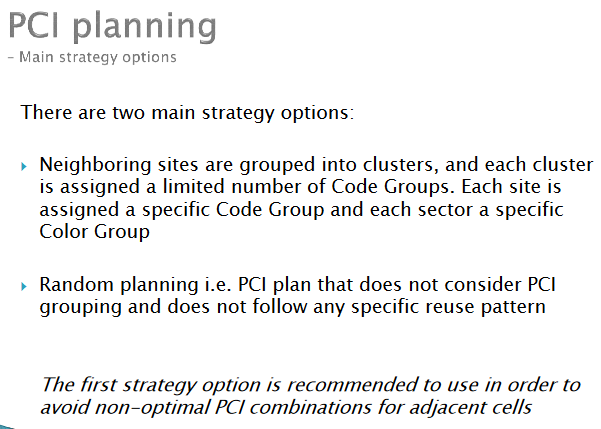 PCI planning
– Main strategy options
There are two main strategy options:
Neighboring sites are grouped into clusters, and each cluster
is assigned a limited number of Code Groups. Each site is
assigned a specific Code Group and each sector a specific
Color Group
Random planning i.e. PCI plan that does not consider PCI
grouping and does not follow any specific reuse pattern
The first strategy option is recommended to use in order to
avoid non-optimal PCI combinations for adjacent cells